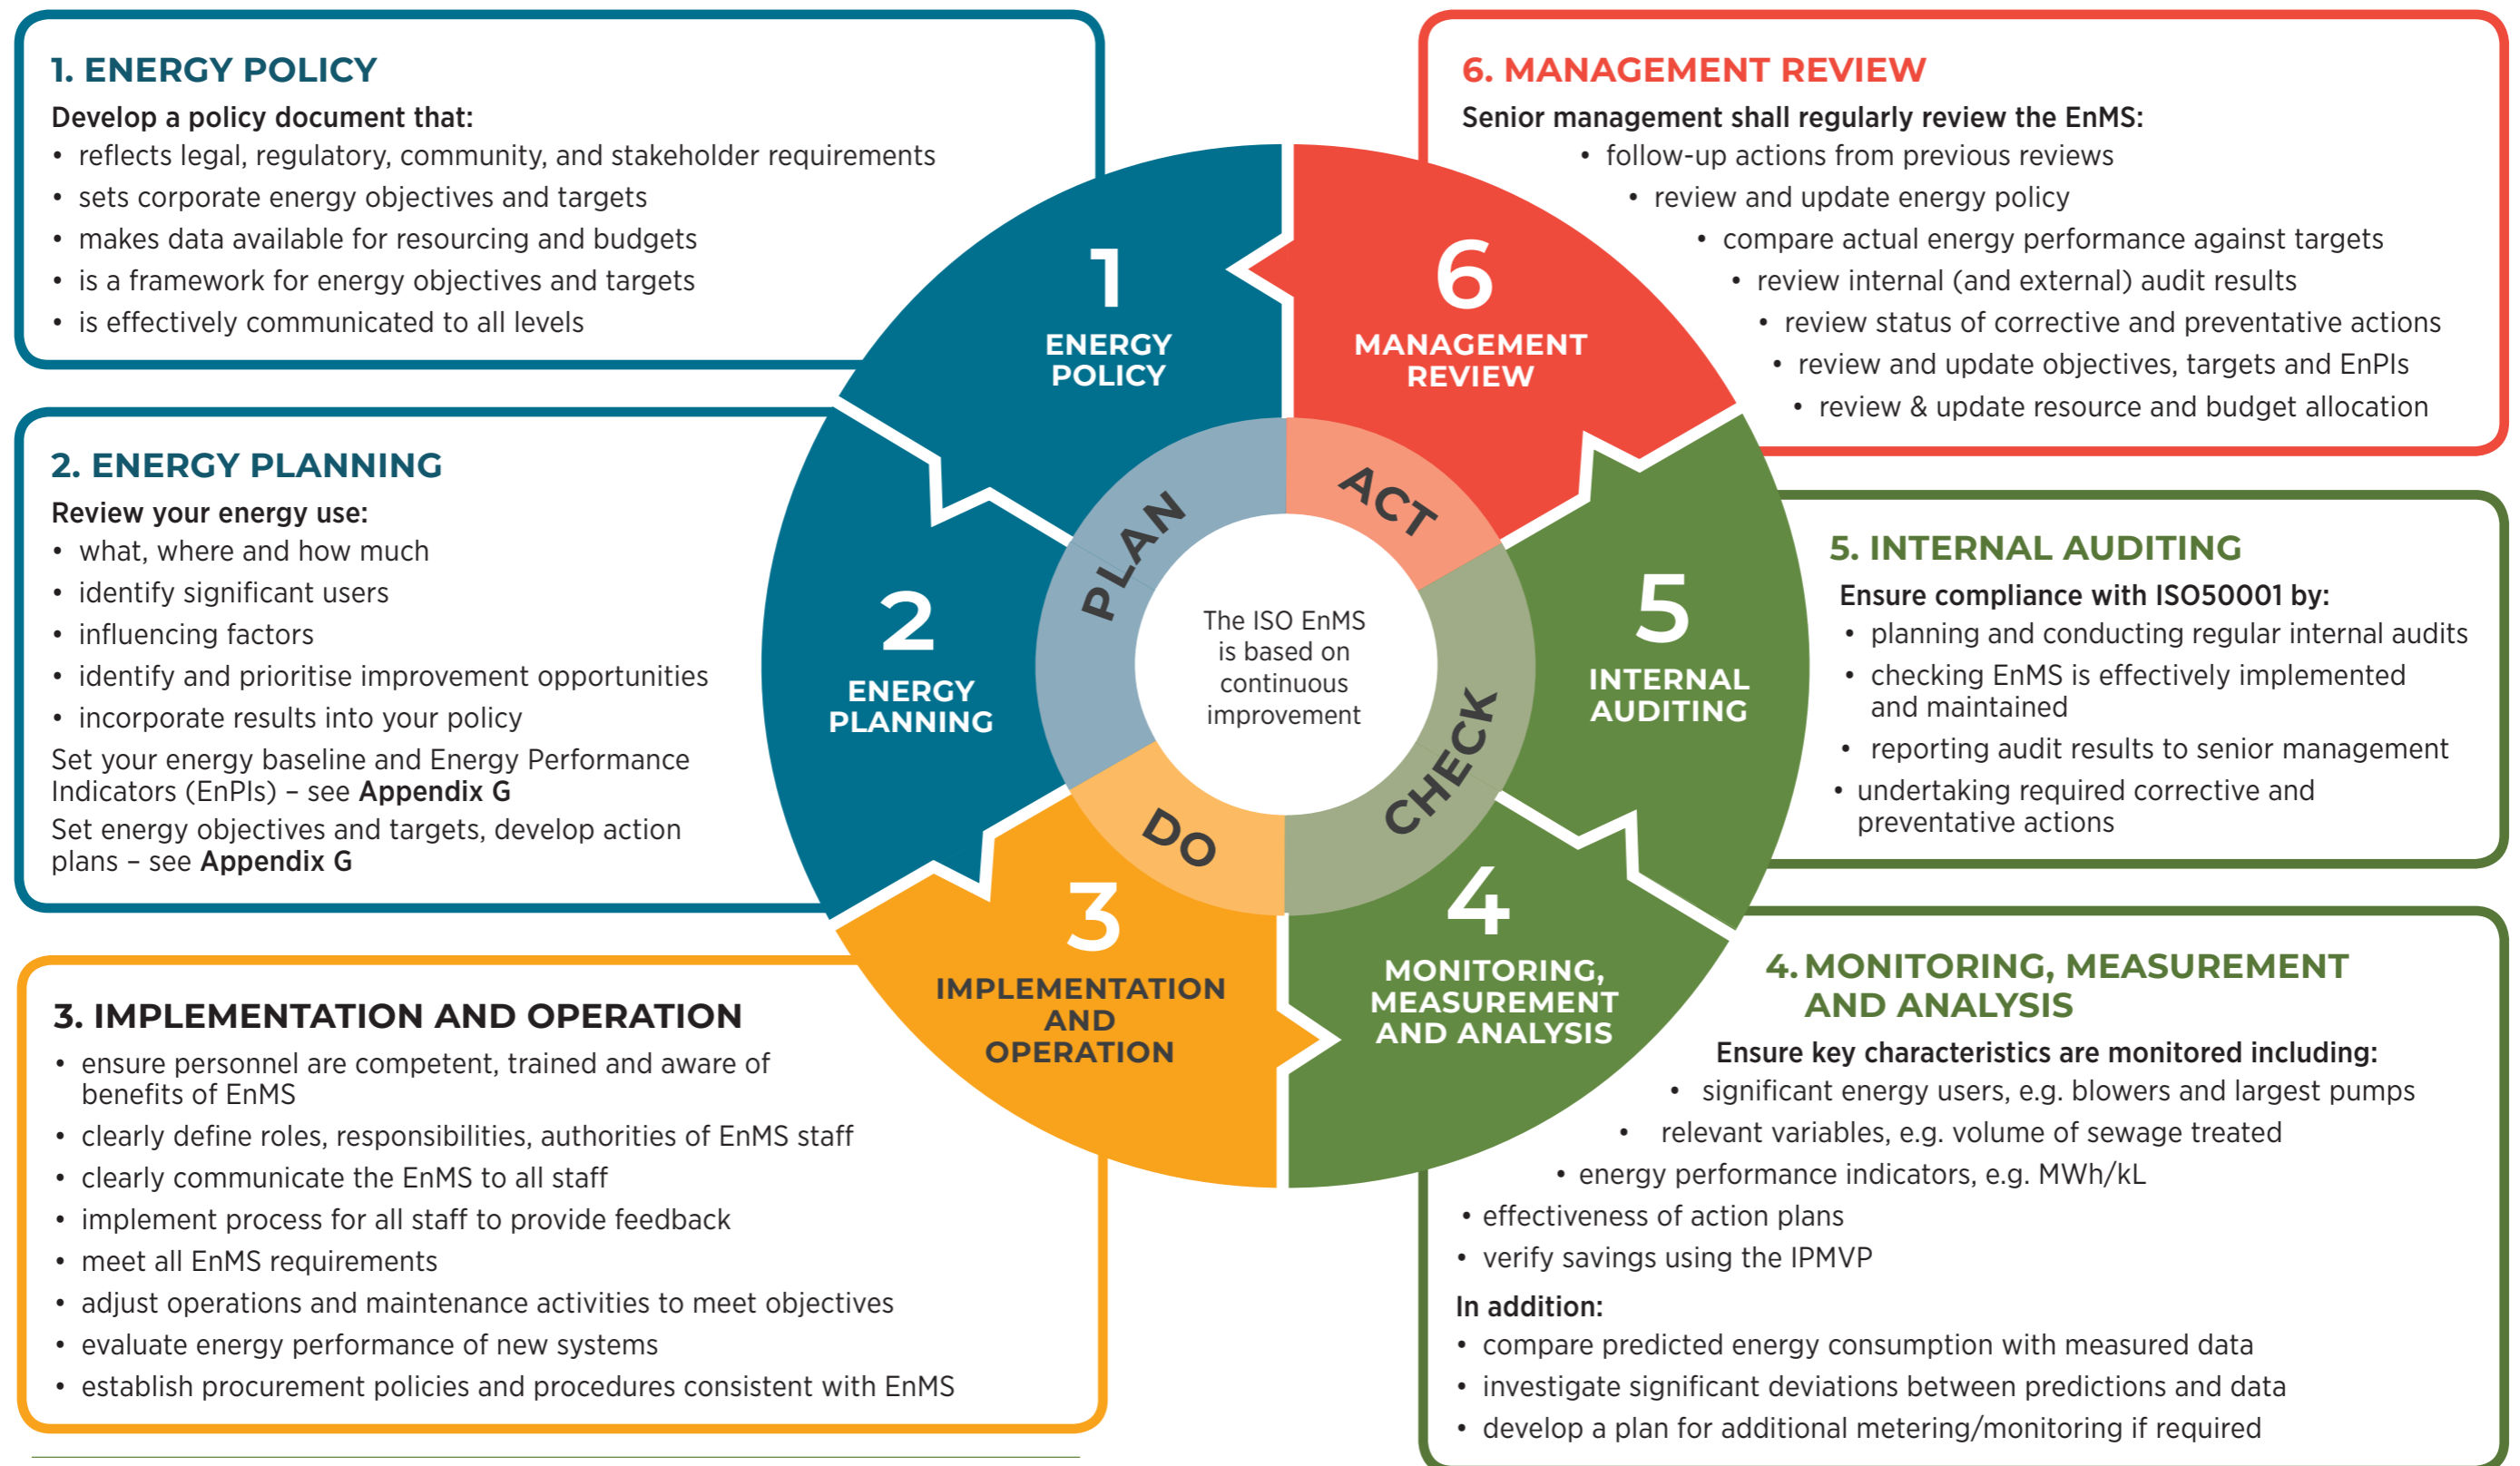 1. ENERGY POLICY
Develop a policy document that:
• reflects legal, regulatory, community, and stakeholder requirements
• sets corporate energy objectives and targets
• makes data available for resourcing and budgets
• is a framework for energy objectives and targets
• is effectively communicated to all levels
2. ENERGY PLANNING
Review your energy use:
• what, where and how much
• identify significant users
• influencing factors
• identify and prioritise improvement opportunities
• incorporate results into your policy
Set your energy baseline and Energy Performance
Indicators (EnPIs) – see Appendix G
Set energy objectives and targets, develop action
plans – see Appendix G
3. IMPLEMENTATION AND OPERATION
• ensure personnel are competent, trained and aware of
benefits of EnMS
• clearly define roles, responsibilities, authorities of EnMS staff
• clearly communicate the EnMS to all staff
• implement process for all staff to provide feedback
• meet all EnMS requirements
• adjust operations and maintenance activities to meet objectives
• evaluate energy performance of new systems
• establish procurement policies and procedures consistent with EnMS
1
ENERGY
POLICY
2
ENERGY
PLANNING
3
IMPLEMENTATION
AND
OPERATION
4
MONITORING,
MEASUREMENT
AND ANALYSIS
5
INTERNAL
AUDITING
6
MANAGEMENT
REVIEW
PLAN
DO
CHECK
ACT
The ISO EnMS
is based on
continuous
improvement
6. MANAGEMENT REVIEW
Senior management shall regularly review the EnMS:
• follow-up actions from previous reviews
• review and update energy policy
• compare actual energy performance against targets
• review internal (and external) audit results
• review status of corrective and preventative actions
• review and update objectives, targets and EnPIs
• review & update resource and budget allocation
5. INTERNAL AUDITING
Ensure compliance with ISO50001 by:
• planning and conducting regular internal audits
• checking EnMS is effectively implemented
and maintained
• reporting audit results to senior management
• undertaking required corrective and
preventative actions
4. MONITORING, MEASUREMENT
AND ANALYSIS
Ensure key characteristics are monitored including:
• significant energy users, e.g. blowers and largest pumps
• relevant variables, e.g. volume of sewage treated
• energy performance indicators, e.g. MWh/kL
• effectiveness of action plans
• verify savings using the IPMVP
In addition:
• compare predicted energy consumption with measured data
• investigate significant deviations between predictions and data
• develop a plan for additional metering/monitoring if required